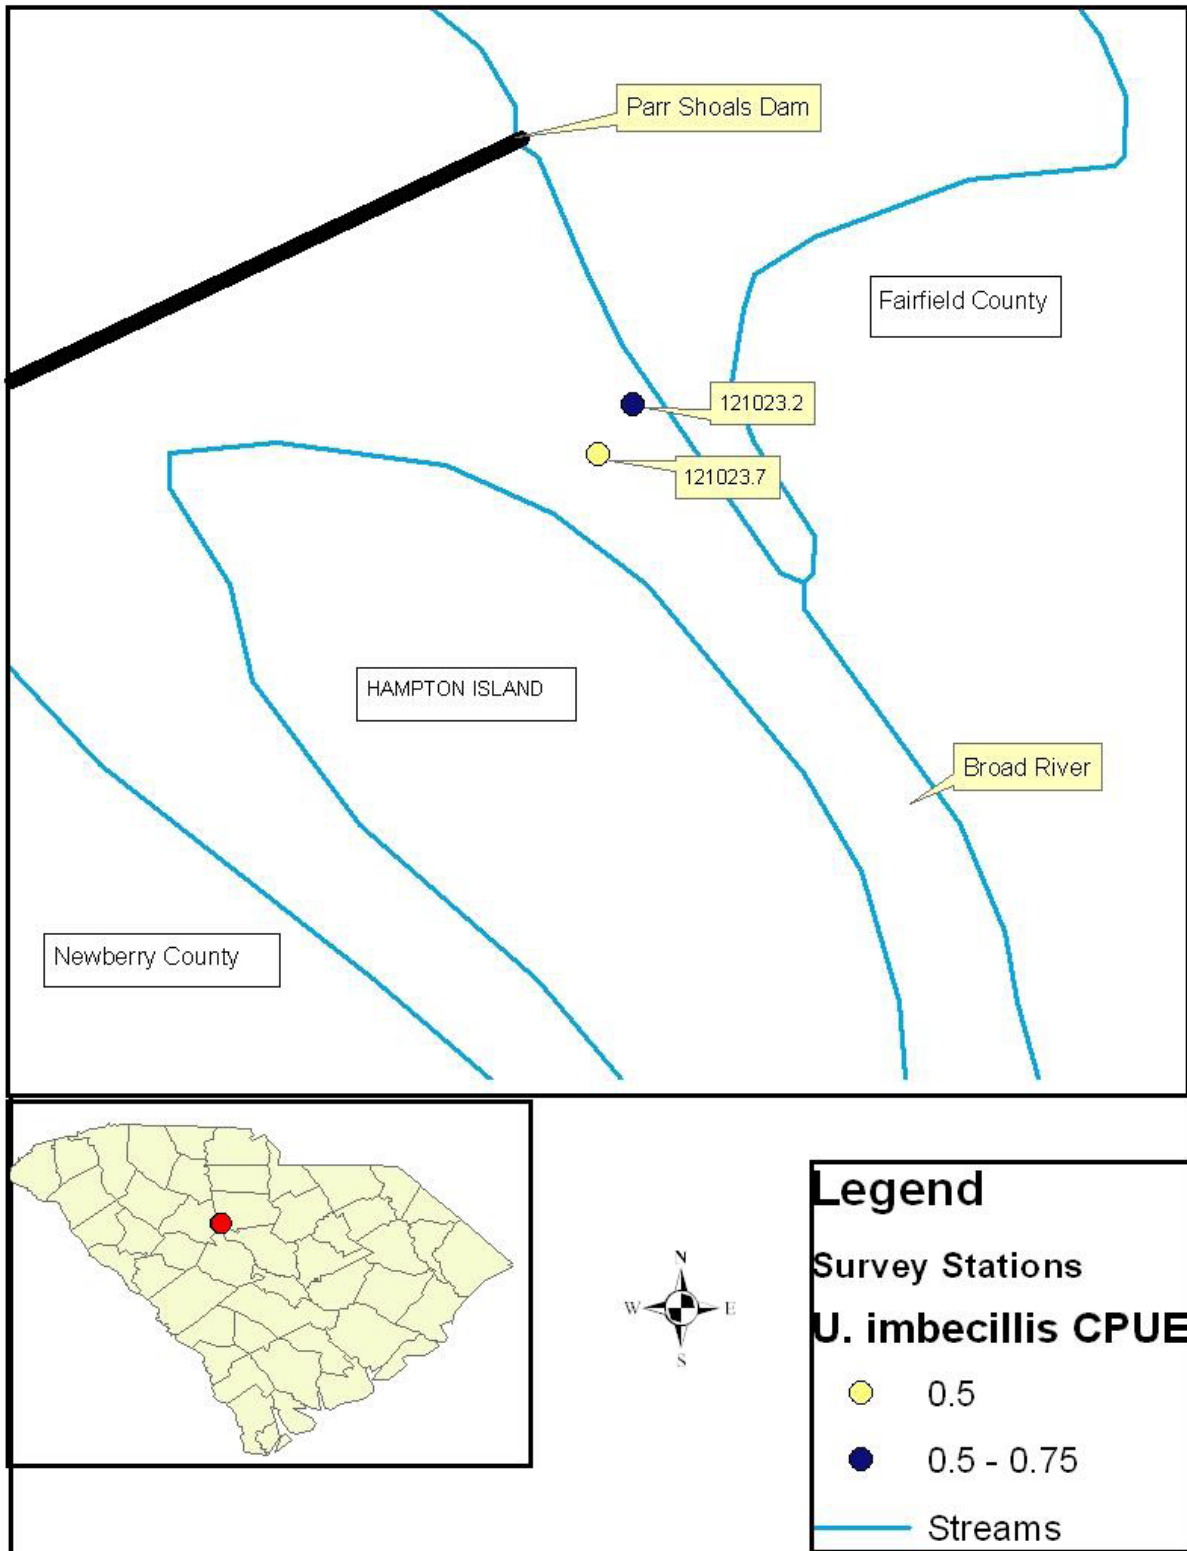 Parr Shoals Dam
Fairfield County
121023.2
121023.7
HAMPTON ISLAND
Broad River
Newberry County
N
W E
S
Legend
Survey Stations
U. imbecillis CPUE
0.5
0.5 - 0.75
Streams